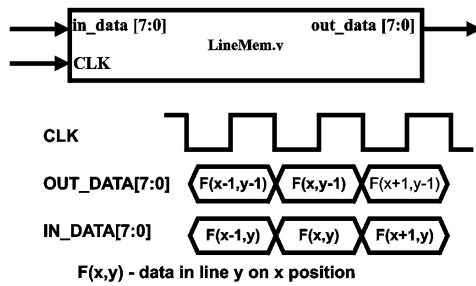 in_data [7:0] out_data [7:0]
LineMem.v
CLK
CLK
OUT_DATA[7:0] F(x-1,y-1) F(x,y-1) F(x+1,y-1)
IN_DATA[7:0] F(x-1,y) F(x,y) F(x+1,y)
F(x,y) - data in line y on x position